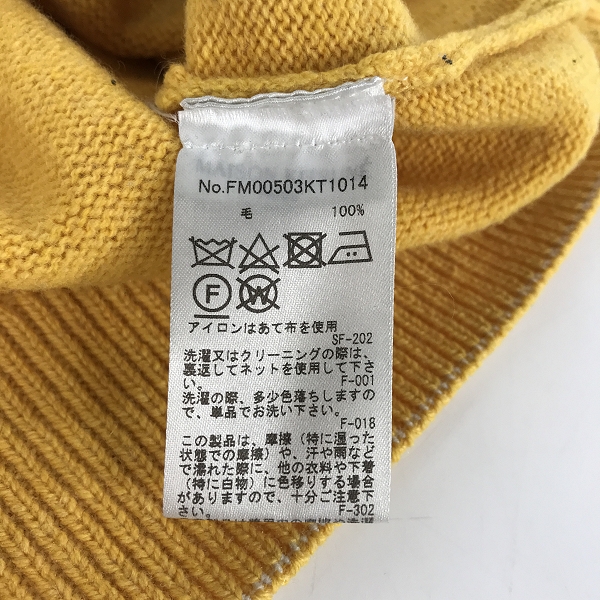 No.FM00503KT1014
毛 100%
F W
アイロンはあて布を使用
SF-202
洗濯又はクリーニングの際は、
裏返してネットを使用して下さ
い。 F-001
洗濯の際、多少色落ちしますの
で、単品でお洗い下さい。
F-018
この製品は、摩擦（特に湿った
状態での摩擦）や、汗や雨など
で濡れた際に、他の衣料や下着
（特に白物）に色移りする場合
がありますので、十分ご注意下
さい。 F-302